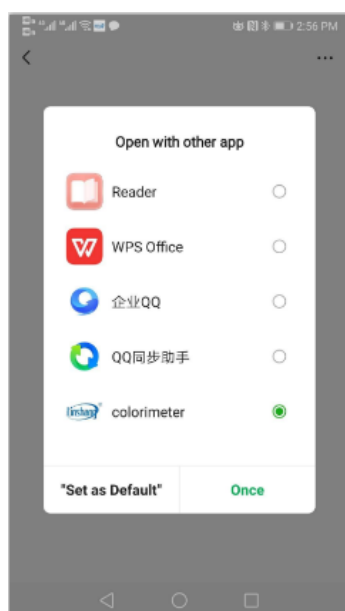 2:56 PM
Open with other app
Reader
WPS Office
企业QQ
QQ同步助手
linshang® colorimeter
"Set as Default"
Once